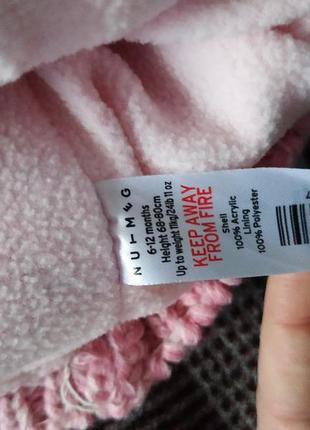 NUTMEG
6-12 months
Height 68-80cm
Up to weight 11kg/24lb 11 oz
KEEP AWAY
FROM FIRE
Shell
100% Acrylic
Lining
100% Polyester